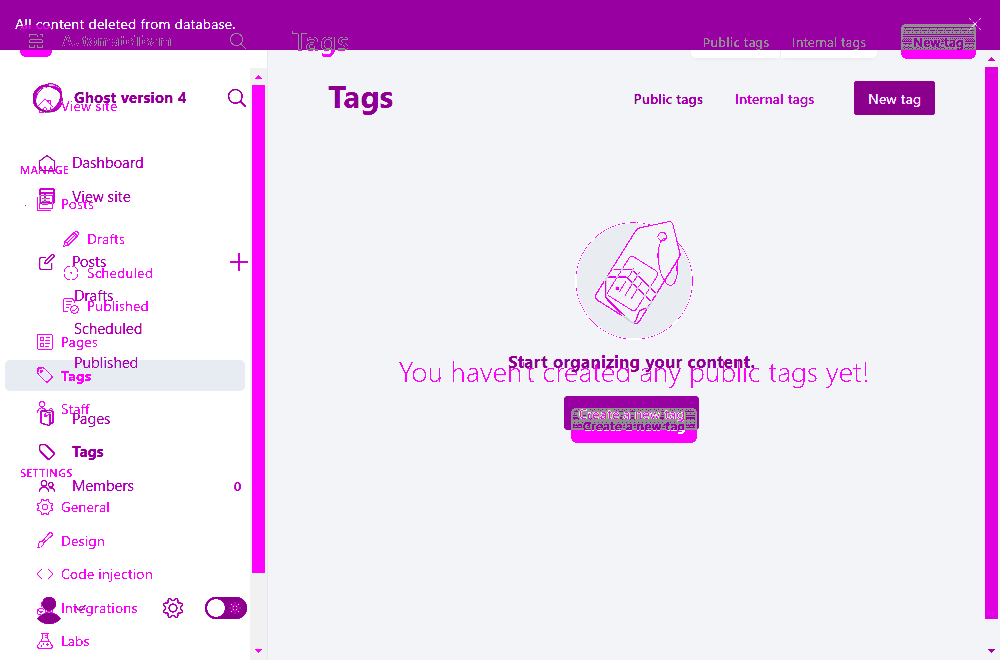 All content deleted from database.
AutomateTeam
Tags
Public tags
Internal tags
New tag
Ghost version 4
View site
Tags
Public tags
Internal tags
New tag
Dashboard
MANAGE
View site
Posts
Drafts
Posts
Scheduled
Drafts
Published
Scheduled
Pages
Published
Tags
Staff
Pages
Tags
SETTINGS
Members
0
General
Design
Code injection
Integrations
Labs
Start organizing your content.
You haven't created any public tags yet!
Create a new tag
Create a new tag